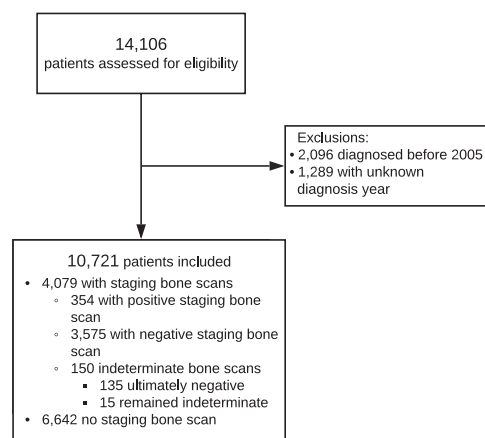 14,106
patients assessed for eligibility
Exclusions:
• 2,096 diagnosed before 2005
• 1,289 with unknown
diagnosis year
10,721 patients included
• 4,079 with staging bone scans
◦ 354 with positive staging bone
scan
◦ 3,575 with negative staging bone
scan
◦ 150 indeterminate bone scans
▪ 135 ultimately negative
▪ 15 remained indeterminate
• 6,642 no staging bone scan